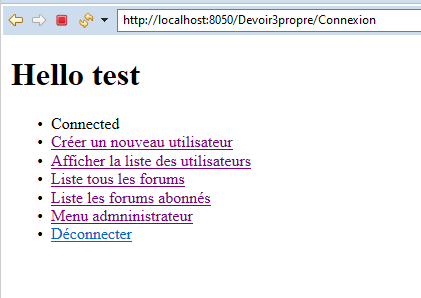 http://localhost:8050/Devoir3propre/Connexion
Hello test
Connected
Créer un nouveau utilisateur
Afficher la liste des utilisateurs
Liste tous les forums
Liste les forums abonnés
Menu admninistrateur
Déconnecter